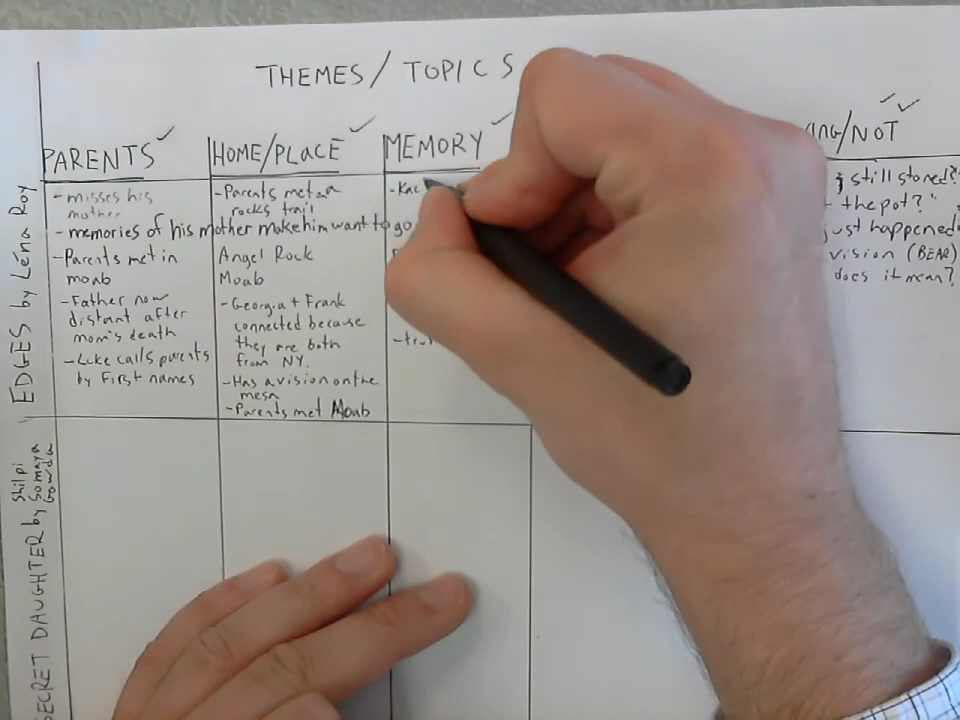 THEMES/TOPICS
PARENTS
- misses his
mother
- memories of his mother make him want to go
- Parents met in
moab
- Father now
distant after
mom's death
- Luke calls parents
by First names
HOME/PLACE
- Parents met on
rocks trail
Angel Rock
Moab
- Georgia + Frank
connected because
they are both
from NY.
- Has a vision on the
mesa
- Parents met Moab
MEMORY
/NOT
still stoned?
the pot?"
just happened
vision (BEAR)
does it mean?
EDGES by Léna Roy
SECRET DAUGHTER by Shilpi
Somaya
Gowda